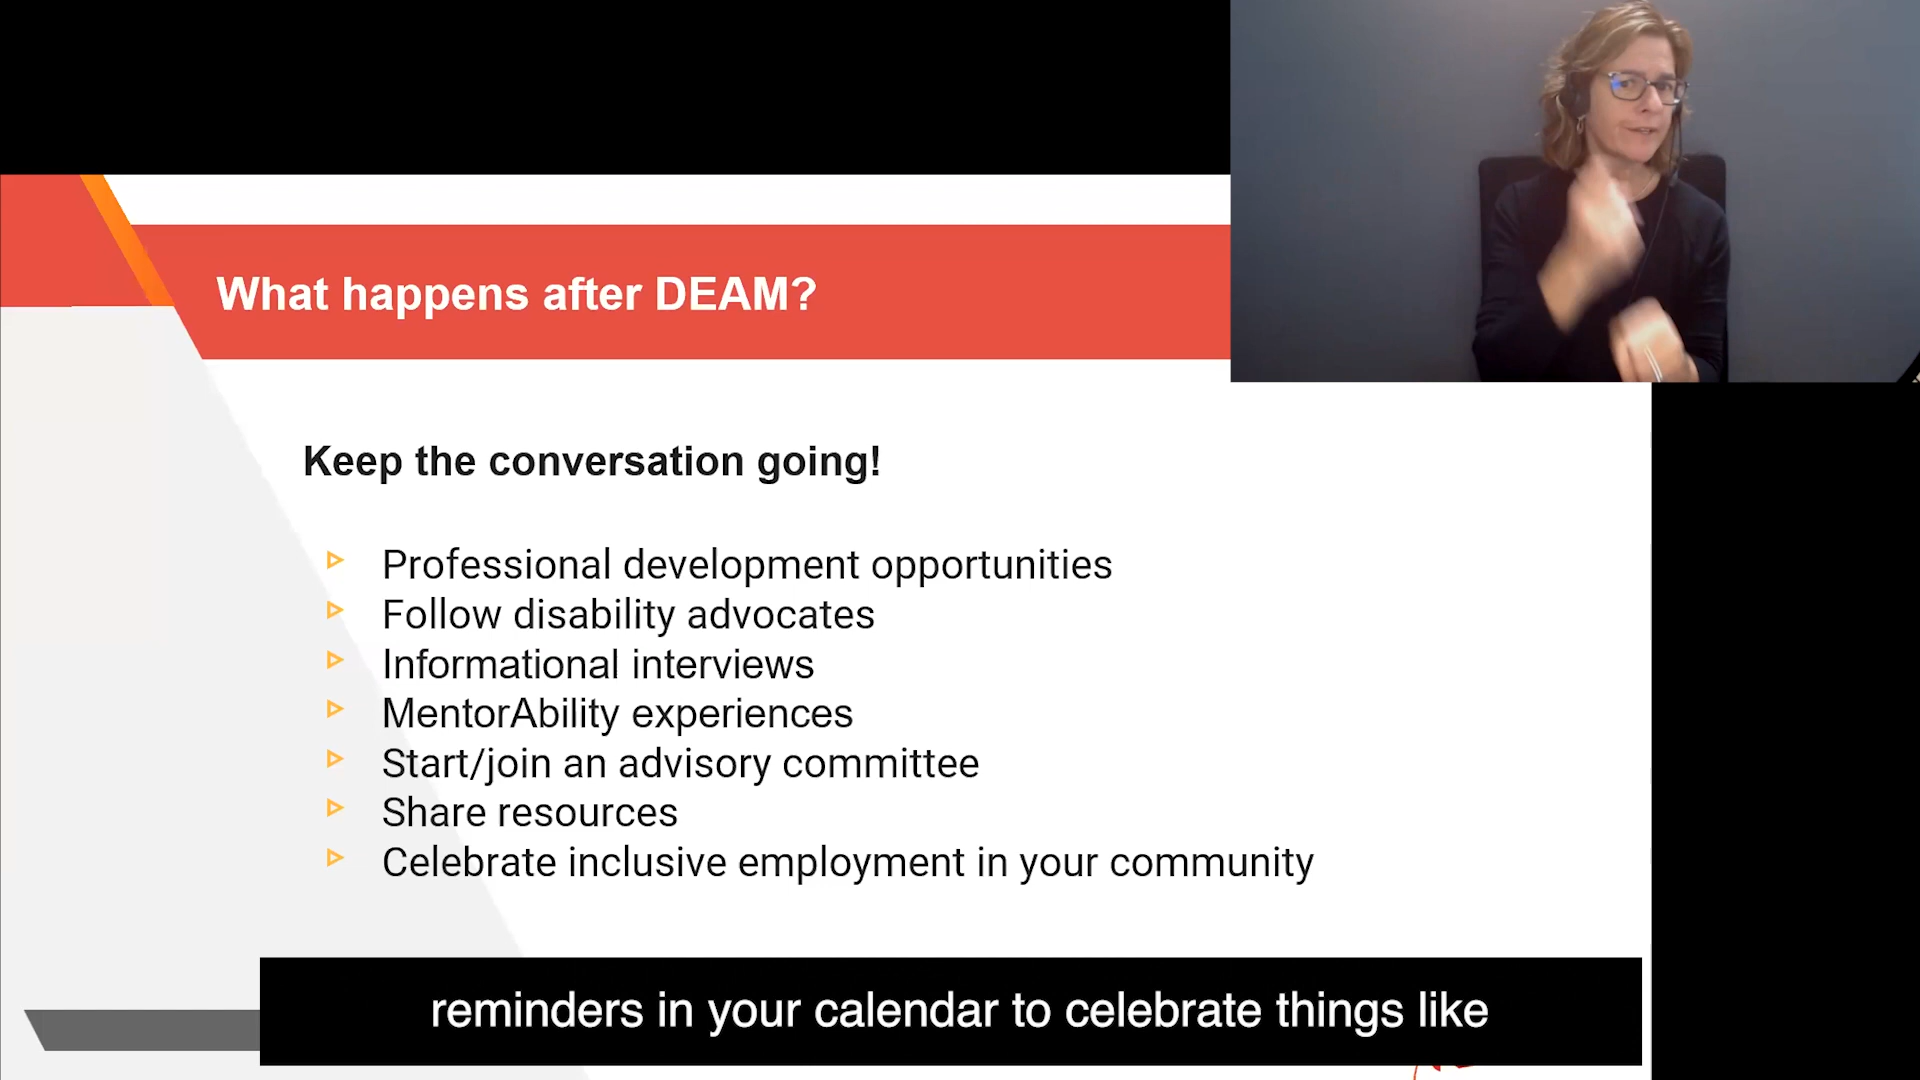 What happens after DEAM?
Keep the conversation going!
Professional development opportunities
Follow disability advocates
Informational interviews
MentorAbility experiences
Start/join an advisory committee
Share resources
Celebrate inclusive employment in your community
reminders in your calendar to celebrate things like